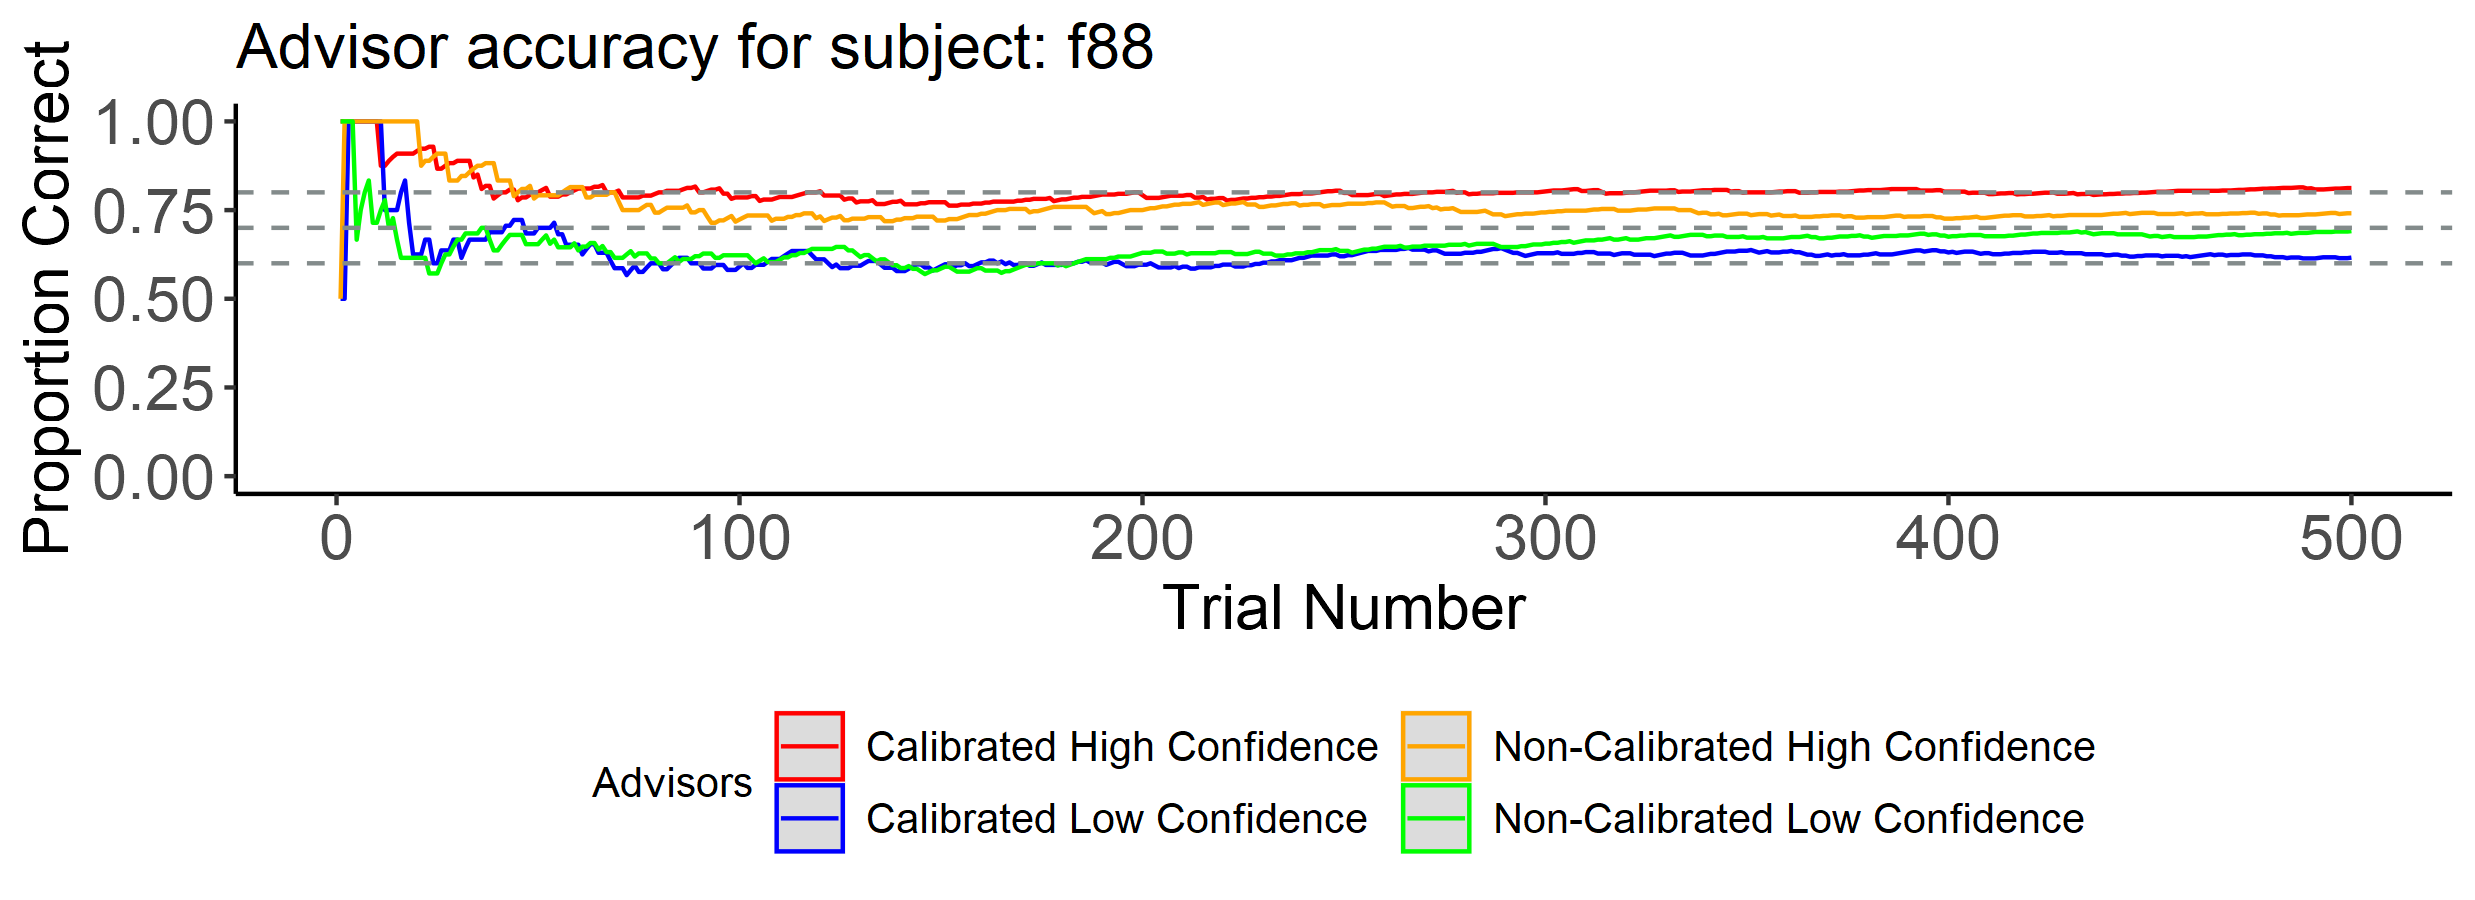 Advisor accuracy for subject: f88
Proportion Correct
1.00
0.75
0.50
0.25
0.00
0 100 200 300 400 500
Trial Number
Advisors
Calibrated High Confidence Non-Calibrated High Confidence
Calibrated Low Confidence Non-Calibrated Low Confidence